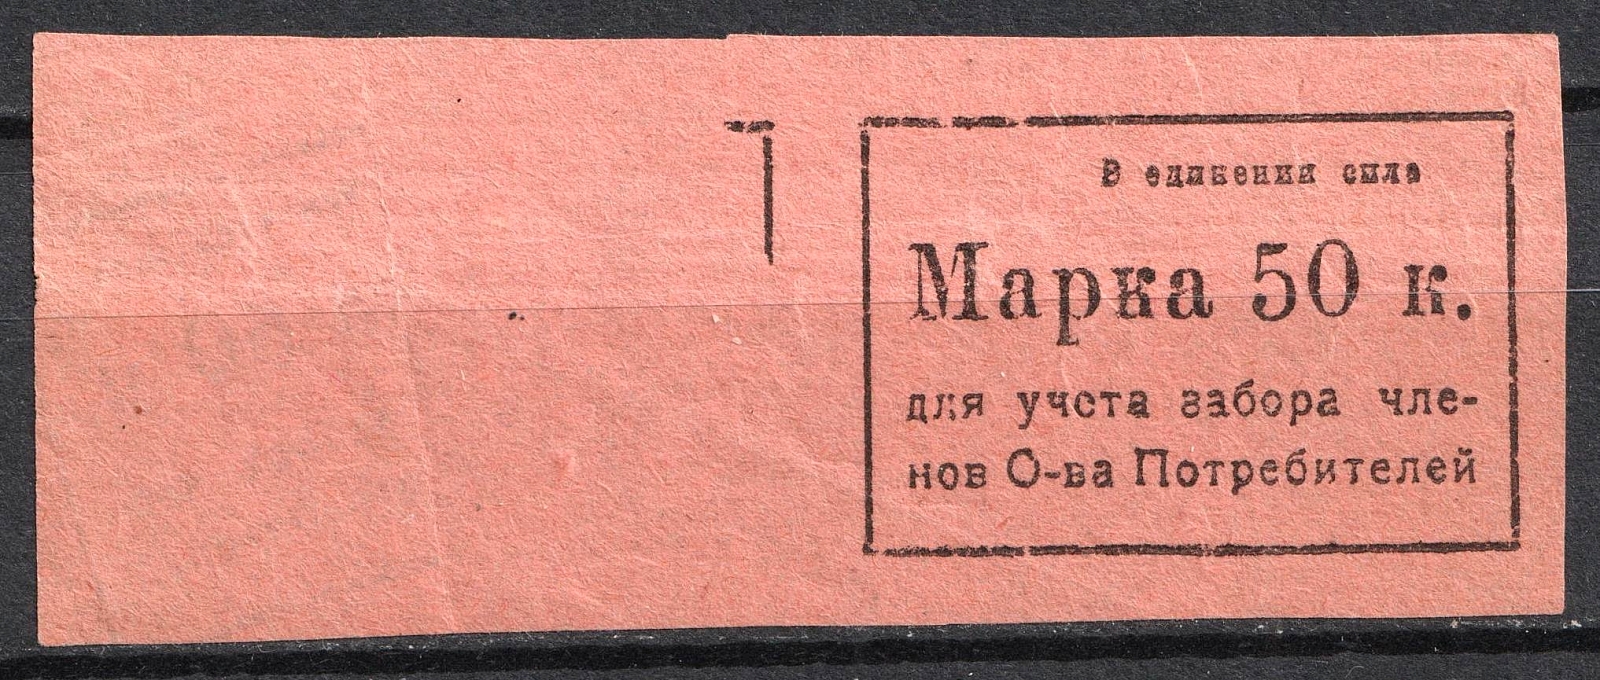 В единении сила
Марка 50 к.
для учета забора чле-
нов О-ва Потребителей